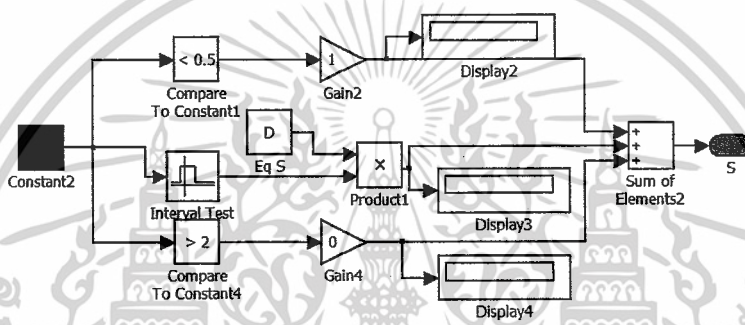 < 0.5
Compare
To Constant1
1
Gain2
Display2
Constant2
D
Eq S
Interval Test
×
Product1
Display3
+
+
+
Sum of
Elements2
S
> 2
Compare
To Constant4
0
Gain4
Display4